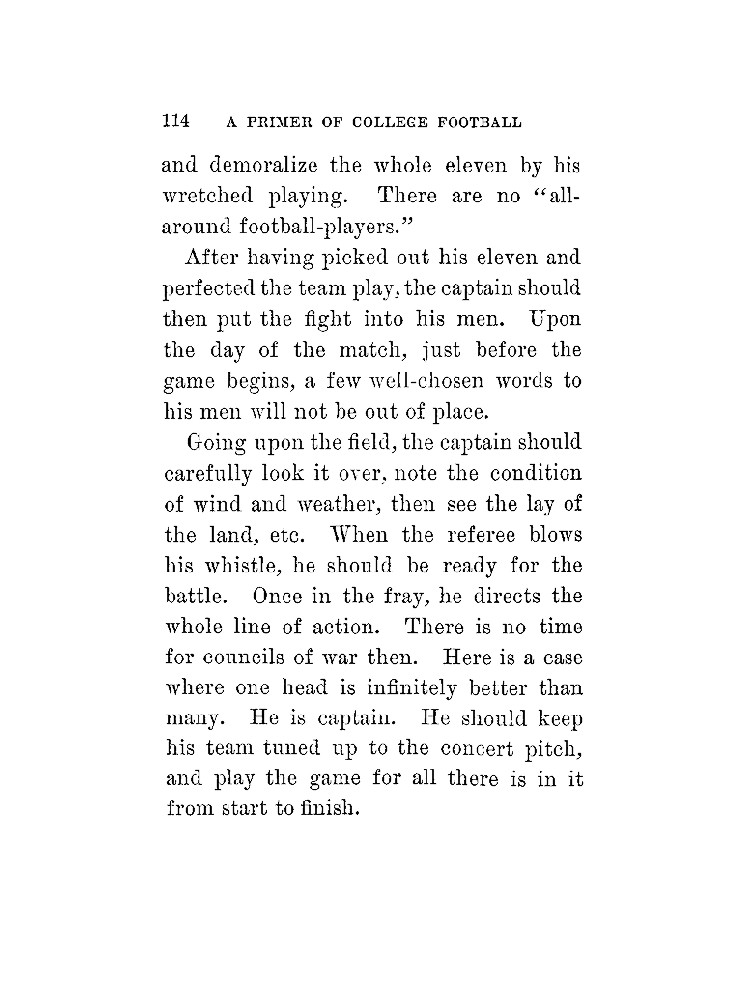 114 A PRIMER OF COLLEGE FOOTBALL
and demoralize the whole eleven by his
wretched playing. There are no “all-
around football-players.”
After having picked out his eleven and
perfected the team play, the captain should
then put the fight into his men. Upon
the day of the match, just before the
game begins, a few well-chosen words to
his men will not be out of place.
Going upon the field, the captain should
carefully look it over, note the condition
of wind and weather, then see the lay of
the land, etc. When the referee blows
his whistle, he should be ready for the
battle. Once in the fray, he directs the
whole line of action. There is no time
for councils of war then. Here is a case
where one head is infinitely better than
many. He is captain. He should keep
his team tuned up to the concert pitch,
and play the game for all there is in it
from start to finish.